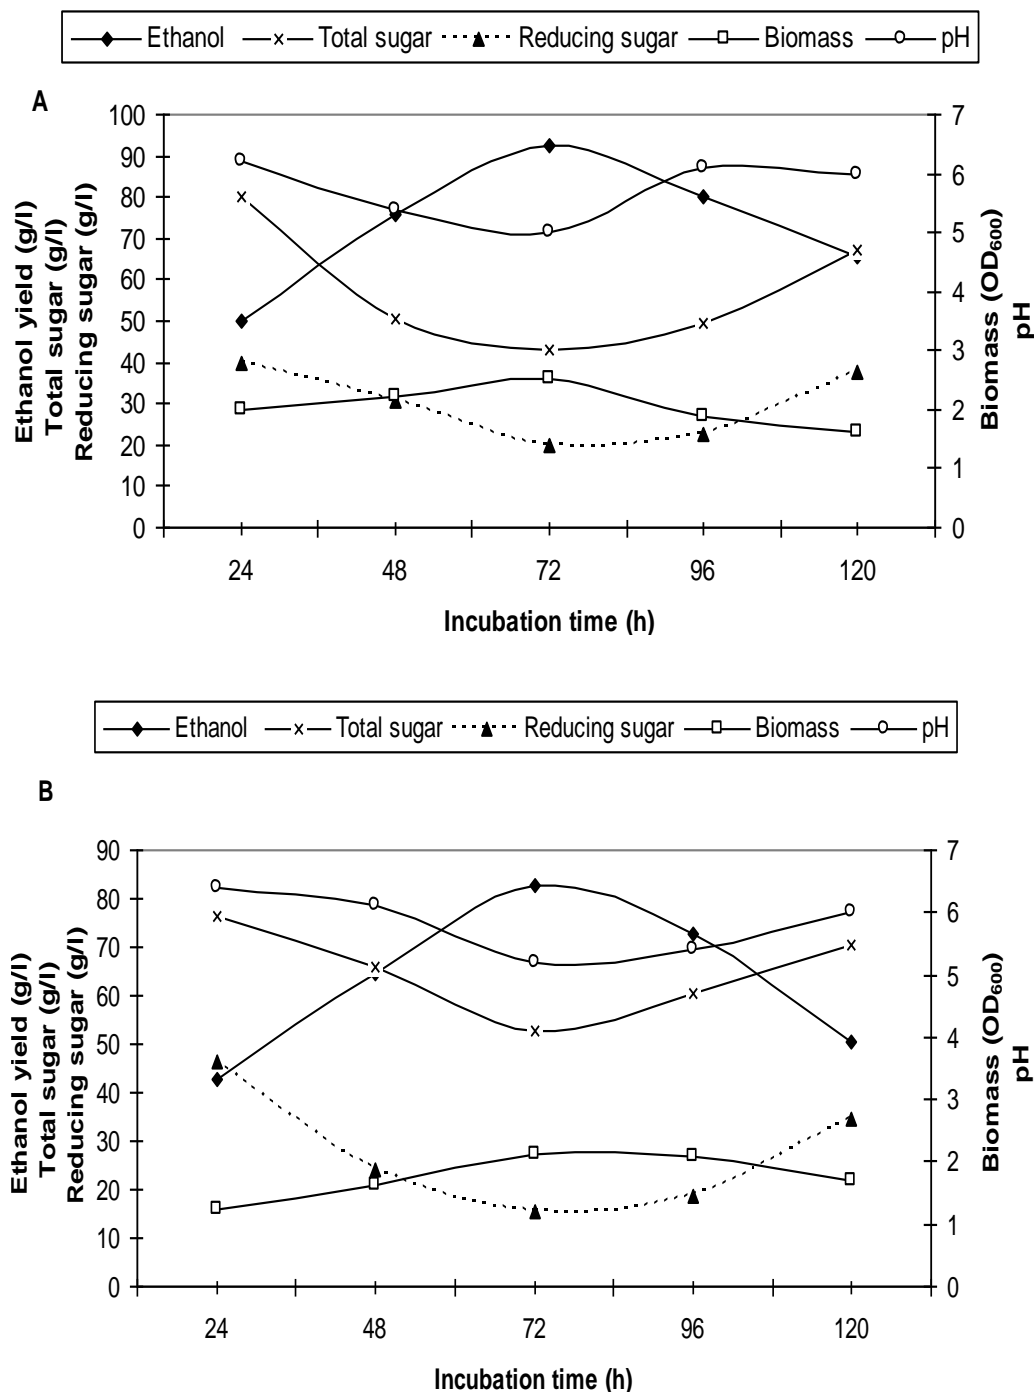 Ethanol Total sugar Reducing sugar Biomass pH
A
Ethanol yield (g/l)
Total sugar (g/l)
Reducing sugar (g/l)
100
90
80
70
60
50
40
30
20
10
0
7
6
5
4
3
2
1
0
Biomass (OD600)
pH
24 48 72 96 120
Incubation time (h)
Ethanol Total sugar Reducing sugar Biomass pH
B
Ethanol yield (g/l)
Total sugar (g/l)
Reducing sugar (g/l)
90
80
70
60
50
40
30
20
10
0
7
6
5
4
3
2
1
0
Biomass (OD600)
pH
24 48 72 96 120
Incubation time (h)